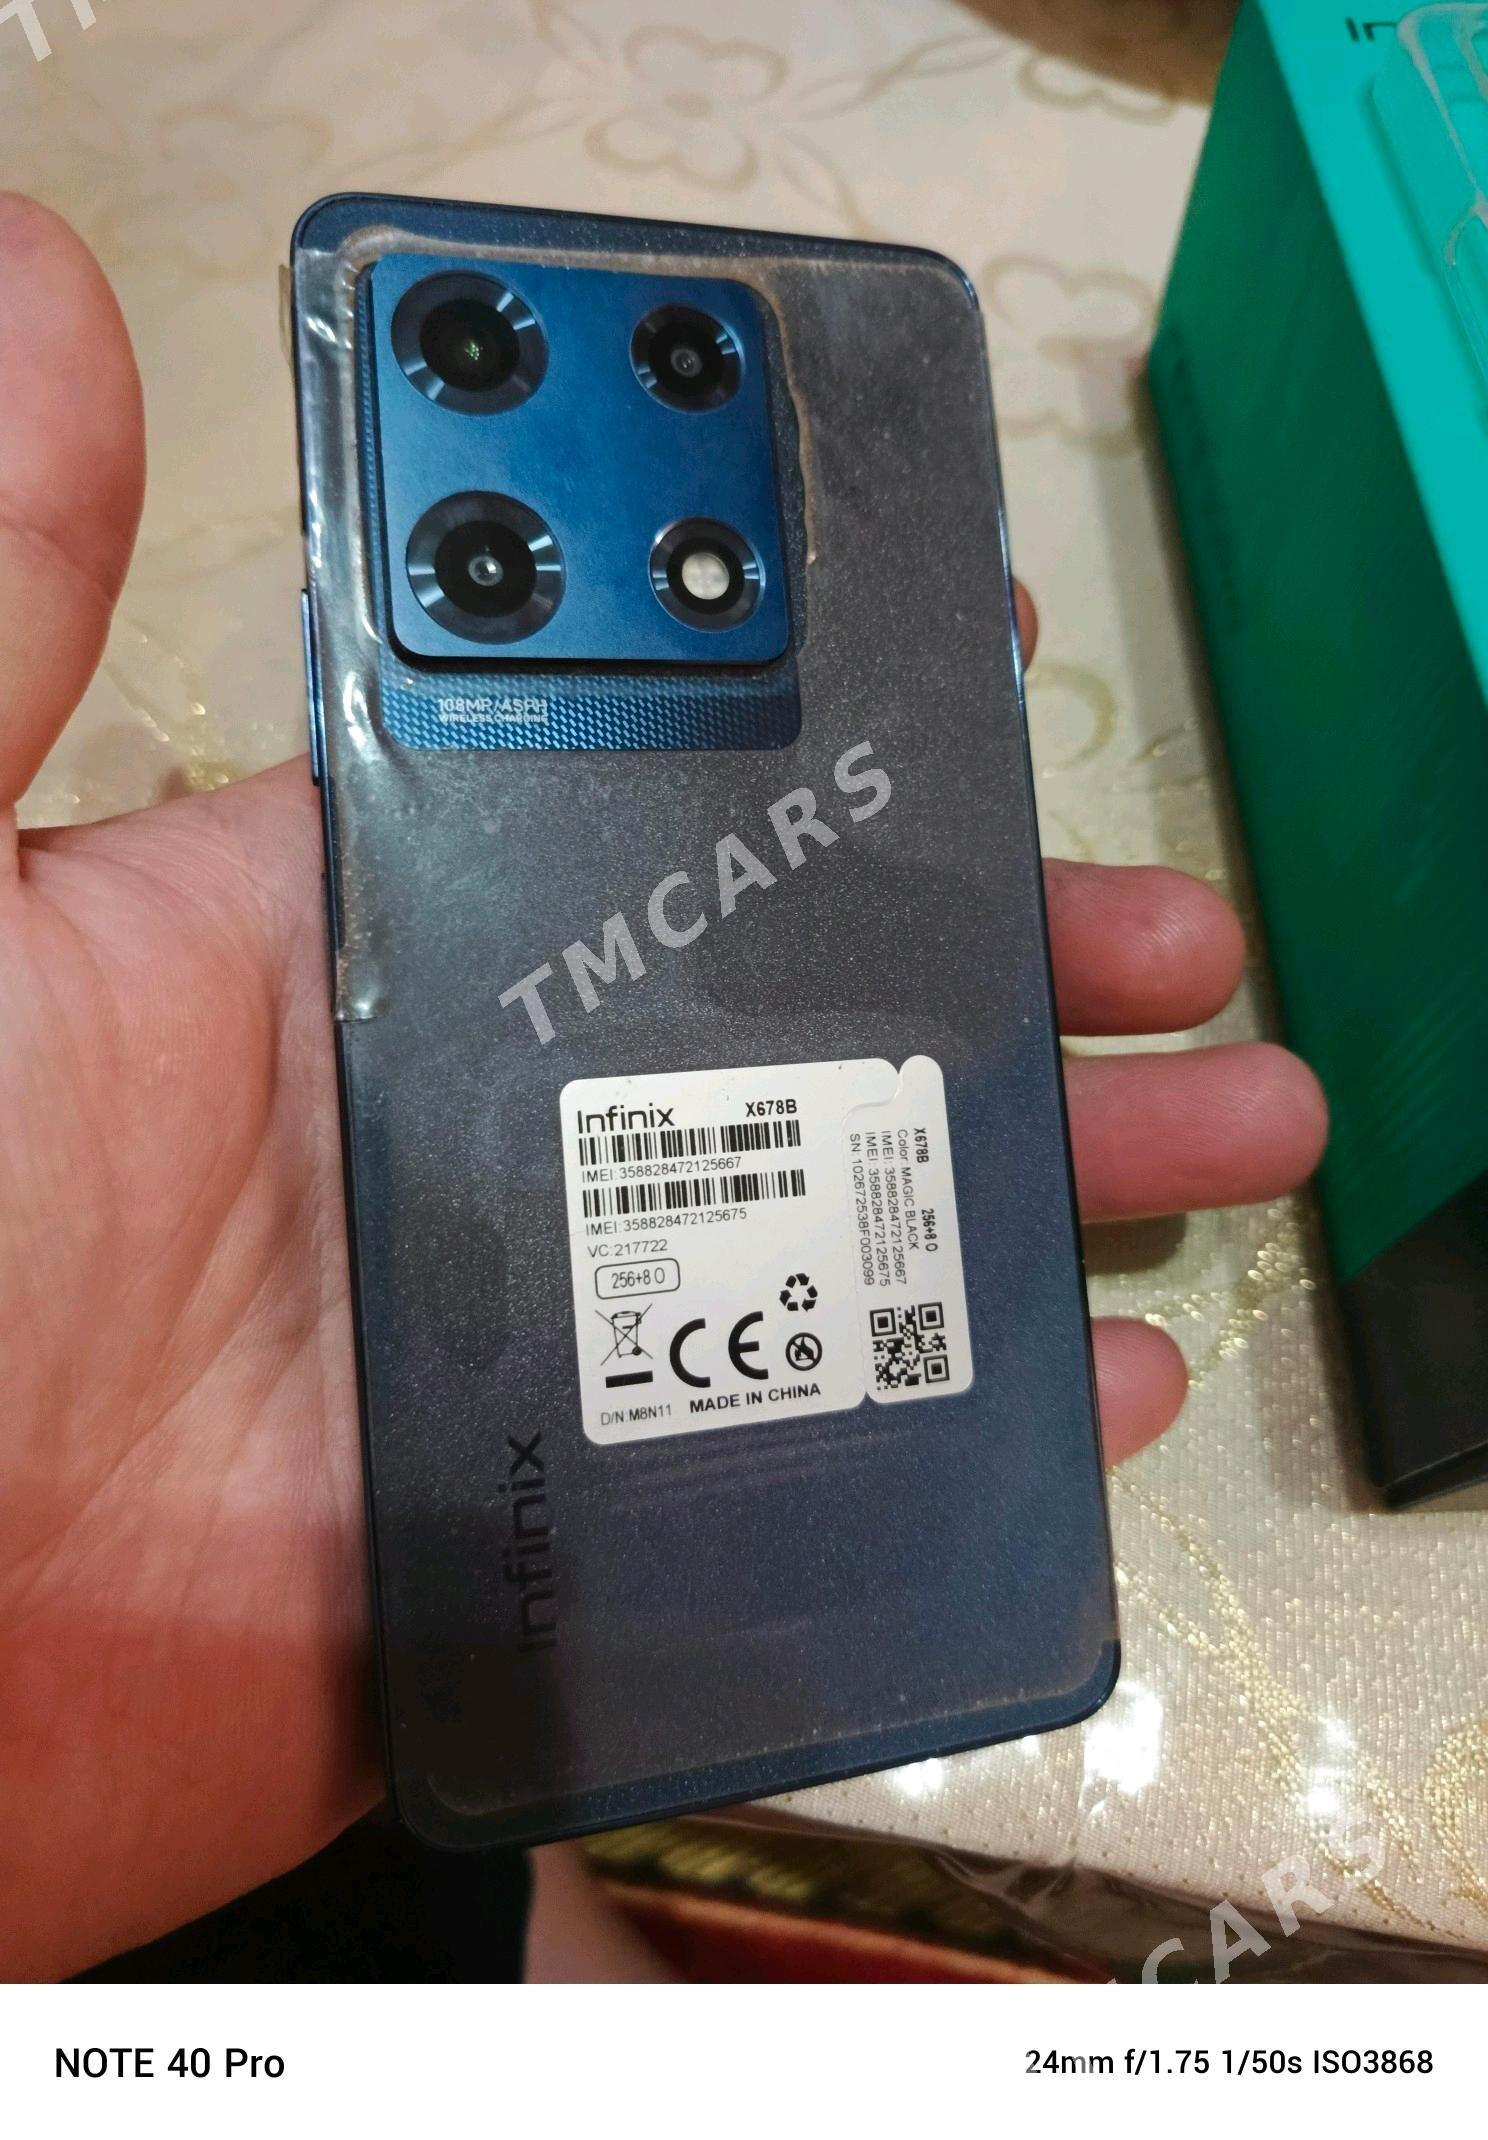 108MP/ASPH
WIRELESS CHARGING
TMCARS
Infinix X678B
IMEI:358828472125667
IMEI:358828472125675
VC:217722
256+8 O
CE
D/N:M8N11 MADE IN CHINA
X678B 256+8 O
Color: MAGIC BLACK
IMEI: 358828472125667
IMEI: 358828472125675
SN:102672538F003099
Infinix
NOTE 40 Pro
24mm f/1.75 1/50s ISO3868